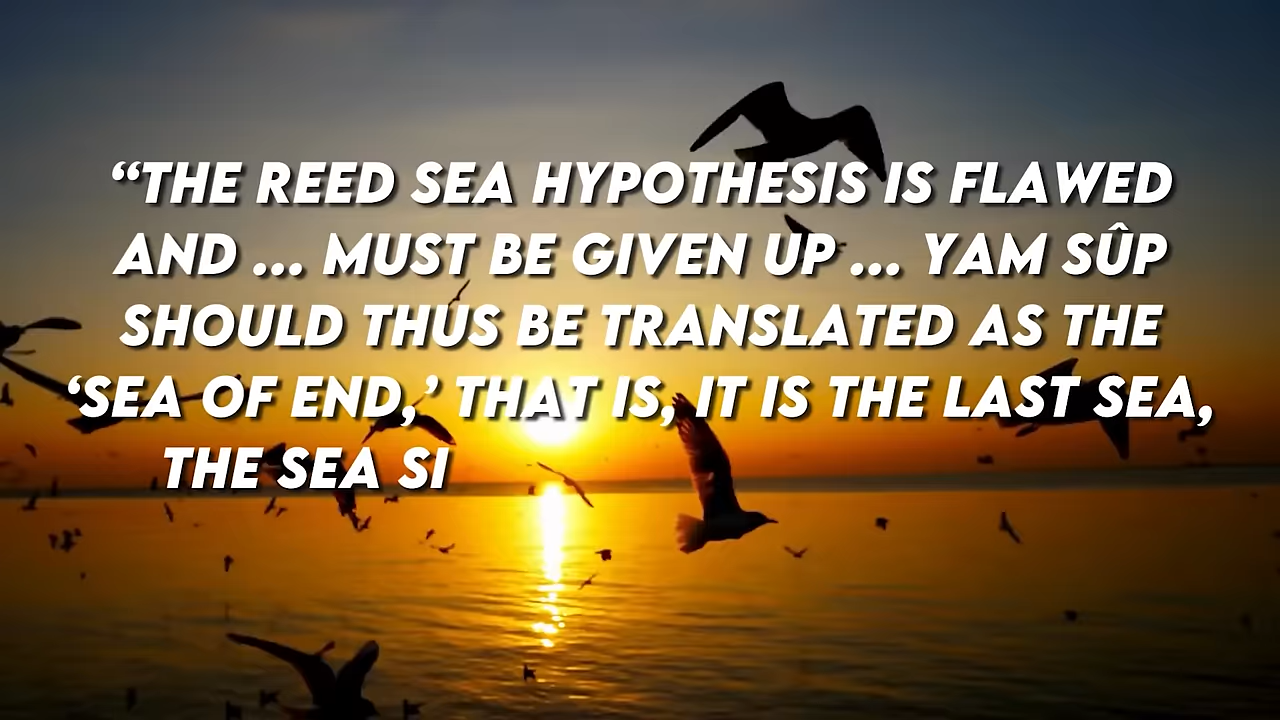 “THE REED SEA HYPOTHESIS IS FLAWED
AND ... MUST BE GIVEN UP ... YAM SÛP
SHOULD THUS BE TRANSLATED AS THE
‘SEA OF END,’ THAT IS, IT IS THE LAST SEA,
THE SEA SI